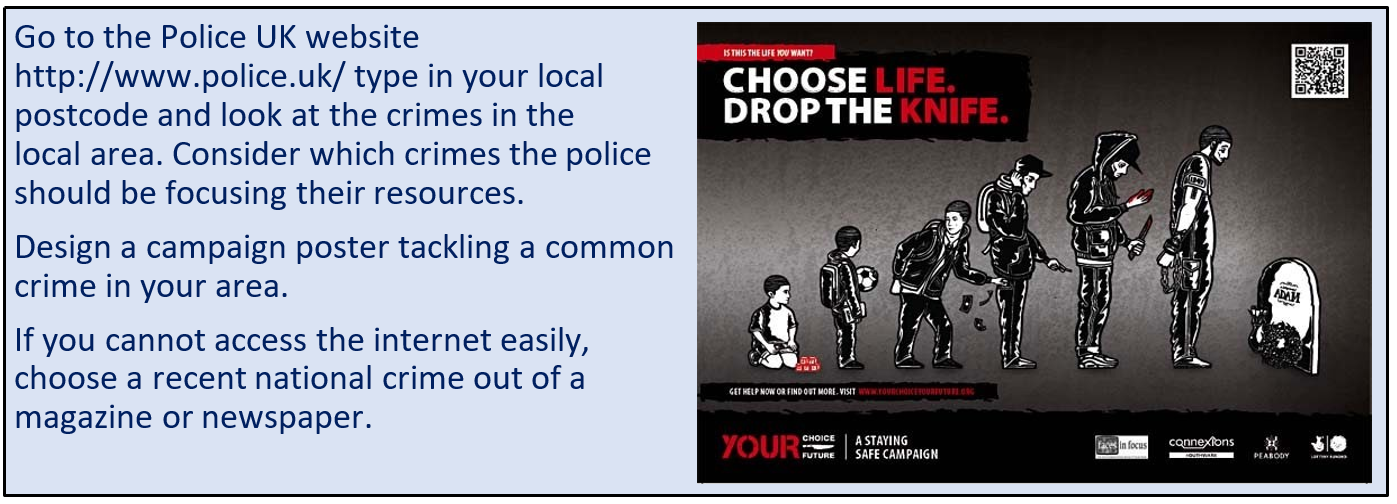 Go to the Police UK website
http://www.police.uk/ type in your local
postcode and look at the crimes in the
local area. Consider which crimes the police
should be focusing their resources.
Design a campaign poster tackling a common
crime in your area.
If you cannot access the internet easily,
choose a recent national crime out of a
magazine or newspaper.
IS THIS THE LIFE YOU WANT?
CHOOSE LIFE.
DROP THE KNIFE.
ADAM
GET HELP NOW OR FIND OUT MORE. VISIT WWW.YOURCHOICEYOURFUTURE.ORG
YOUR CHOICE FUTURE
A STAYING
SAFE CAMPAIGN
faces in focus
connexions
SOUTHWARK
PEABODY
LOTTERY FUNDED